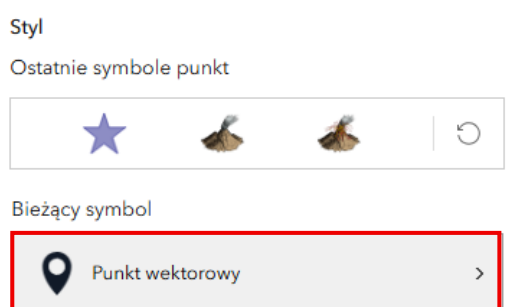 Styl
Ostatnie symbole punkt
Bieżący symbol
Punkt wektorowy